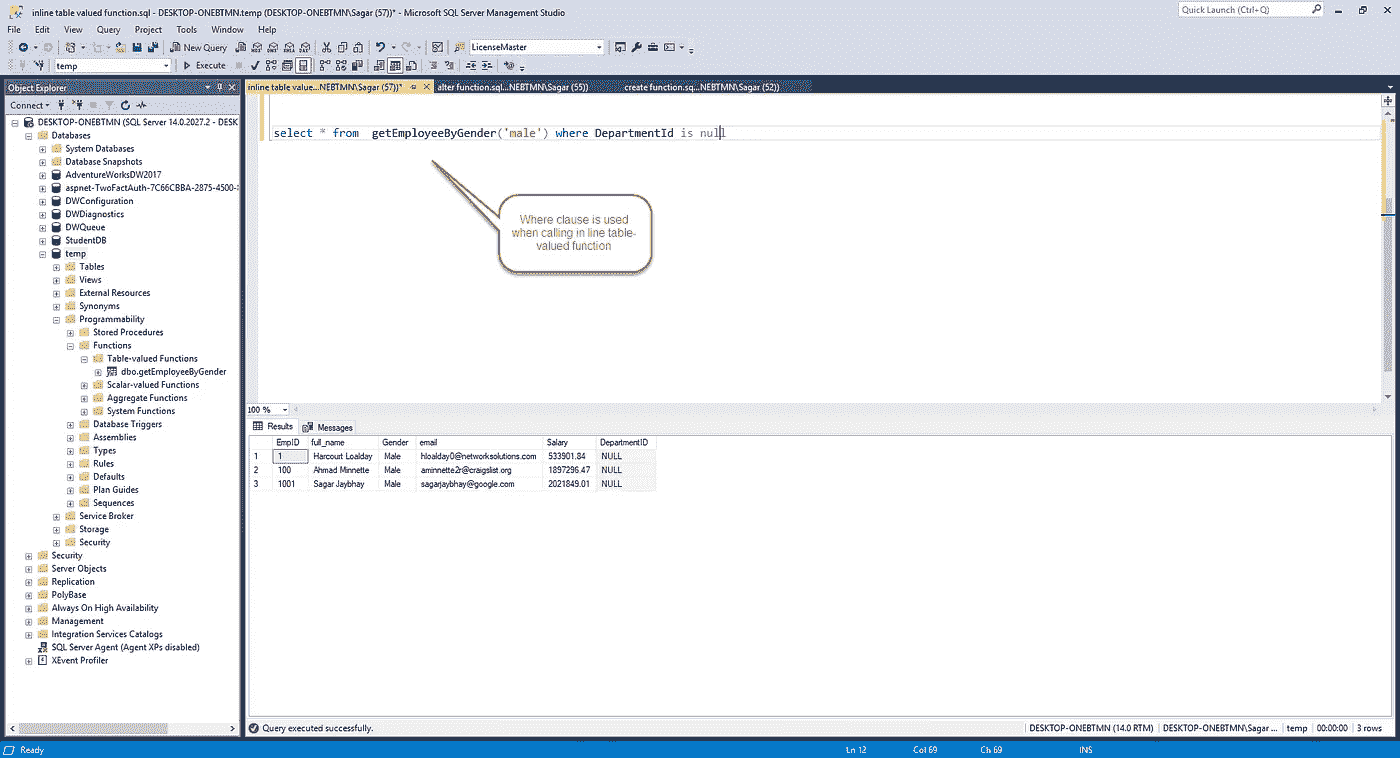 inline table valued function.sql - DESKTOP-ONEBTMN.temp (DESKTOP-ONEBTMN\Sagar (57))* - Microsoft SQL Server Management Studio
Quick Launch (Ctrl+Q)
File Edit View Query Project Tools Window Help
New Query LicenseMaster
temp Execute
Object Explorer
inline table value...NEBTMN\Sagar (57))* alter function.sql...NEBTMN\Sagar (55)) create function.sq...NEBTMN\Sagar (52))
Connect
DESKTOP-ONEBTMN (SQL Server 14.0.2027.2 - DESK
Databases
System Databases
Database Snapshots
AdventureWorksDW2017
aspnet-TwoFactAuth-7C66CBBA-2875-4500-
DWConfiguration
DWDiagnostics
DWQueue
StudentDB
temp
Tables
Views
External Resources
Synonyms
Programmability
Stored Procedures
Functions
Table-valued Functions
dbo.getEmployeeByGender
Scalar-valued Functions
Aggregate Functions
System Functions
Database Triggers
Assemblies
Types
Rules
Defaults
Plan Guides
Sequences
Service Broker
Storage
Security
Security
Server Objects
Replication
PolyBase
Always On High Availability
Management
Integration Services Catalogs
SQL Server Agent (Agent XPs disabled)
XEvent Profiler
select * from getEmployeeByGender('male') where DepartmentId is null
Where clause is used
when calling in line table-
valued function
100 %
Results Messages
EmpID full_name Gender email Salary DepartmentID
1 1 Harcourt Loalday Male hloalday0@networksolutions.com 533901.84 NULL
2 100 Ahmad Minnette Male aminnette2r@craigslist.org 1897296.47 NULL
3 1001 Sagar Jaybhay Male sagarjaybhay@google.com 2021849.01 NULL
Query executed successfully. DESKTOP-ONEBTMN (14.0 RTM) DESKTOP-ONEBTMN\Sagar ... temp 00:00:00 3 rows
Ready Ln 12 Col 69 Ch 69 INS